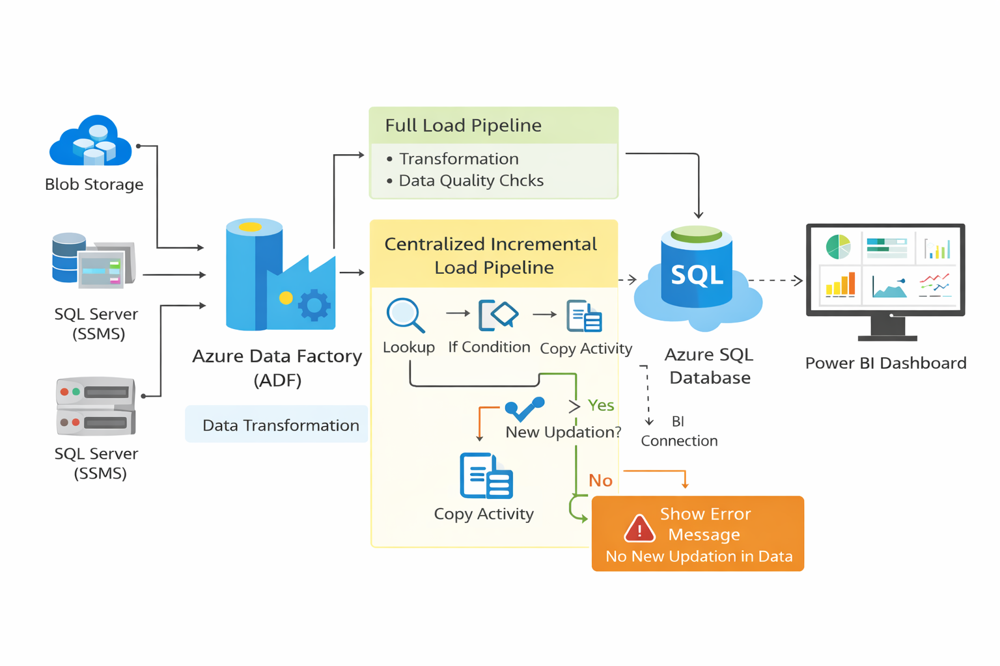 Blob Storage
SQL Server
(SSMS)
SQL Server
(SSMS)
Azure Data Factory
(ADF)
Data Transformation
Full Load Pipeline
• Transformation
• Data Quality Chcks
Centralized Incremental
Load Pipeline
Lookup
If Condition
Copy Activity
Yes
New Updation?
No
Copy Activity
SQL
Azure SQL
Database
BI
Connection
Show Error
Message
No New Updation in Data
Power BI Dashboard